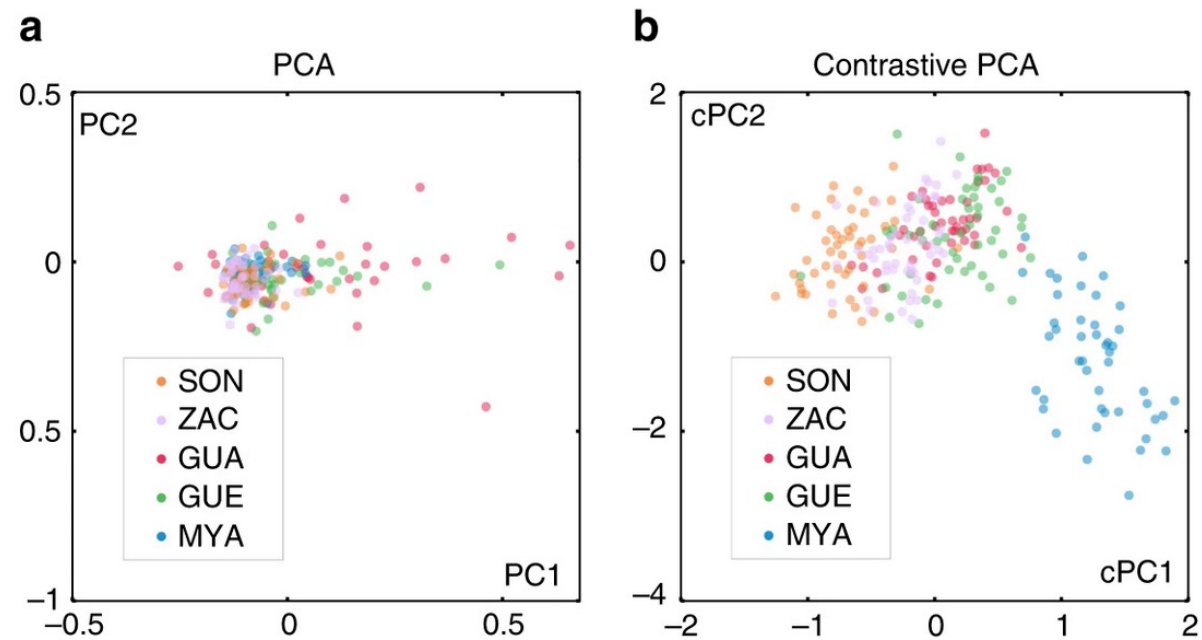 a
PCA
0.5
PC2
0
0.5
−1
SON
ZAC
GUA
GUE
MYA
PC1
−0.5
0
0.5
b
Contrastive PCA
2
cPC2
0
−2
−4
SON
ZAC
GUA
GUE
MYA
cPC1
−2
−1
0
1
2